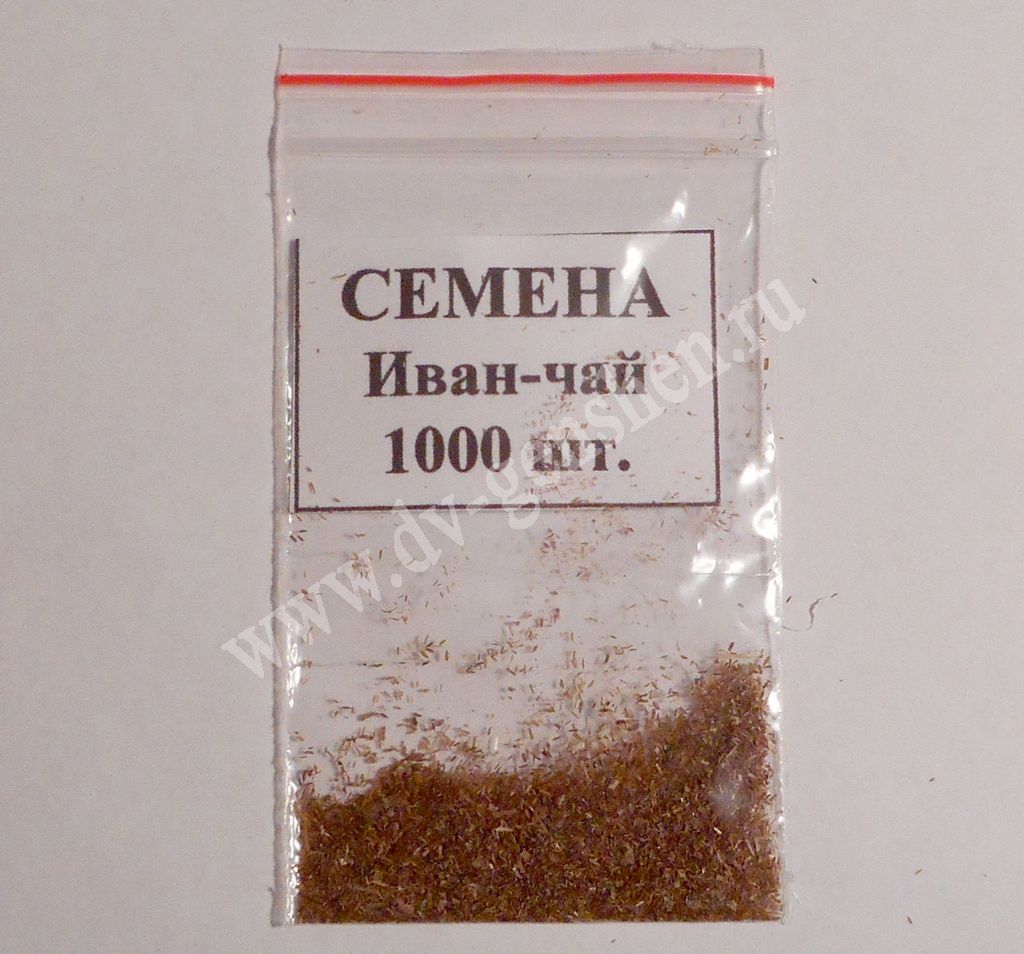 СЕМЕНА
Иван-чай
1000 шт.
www.dv-genshen.ru